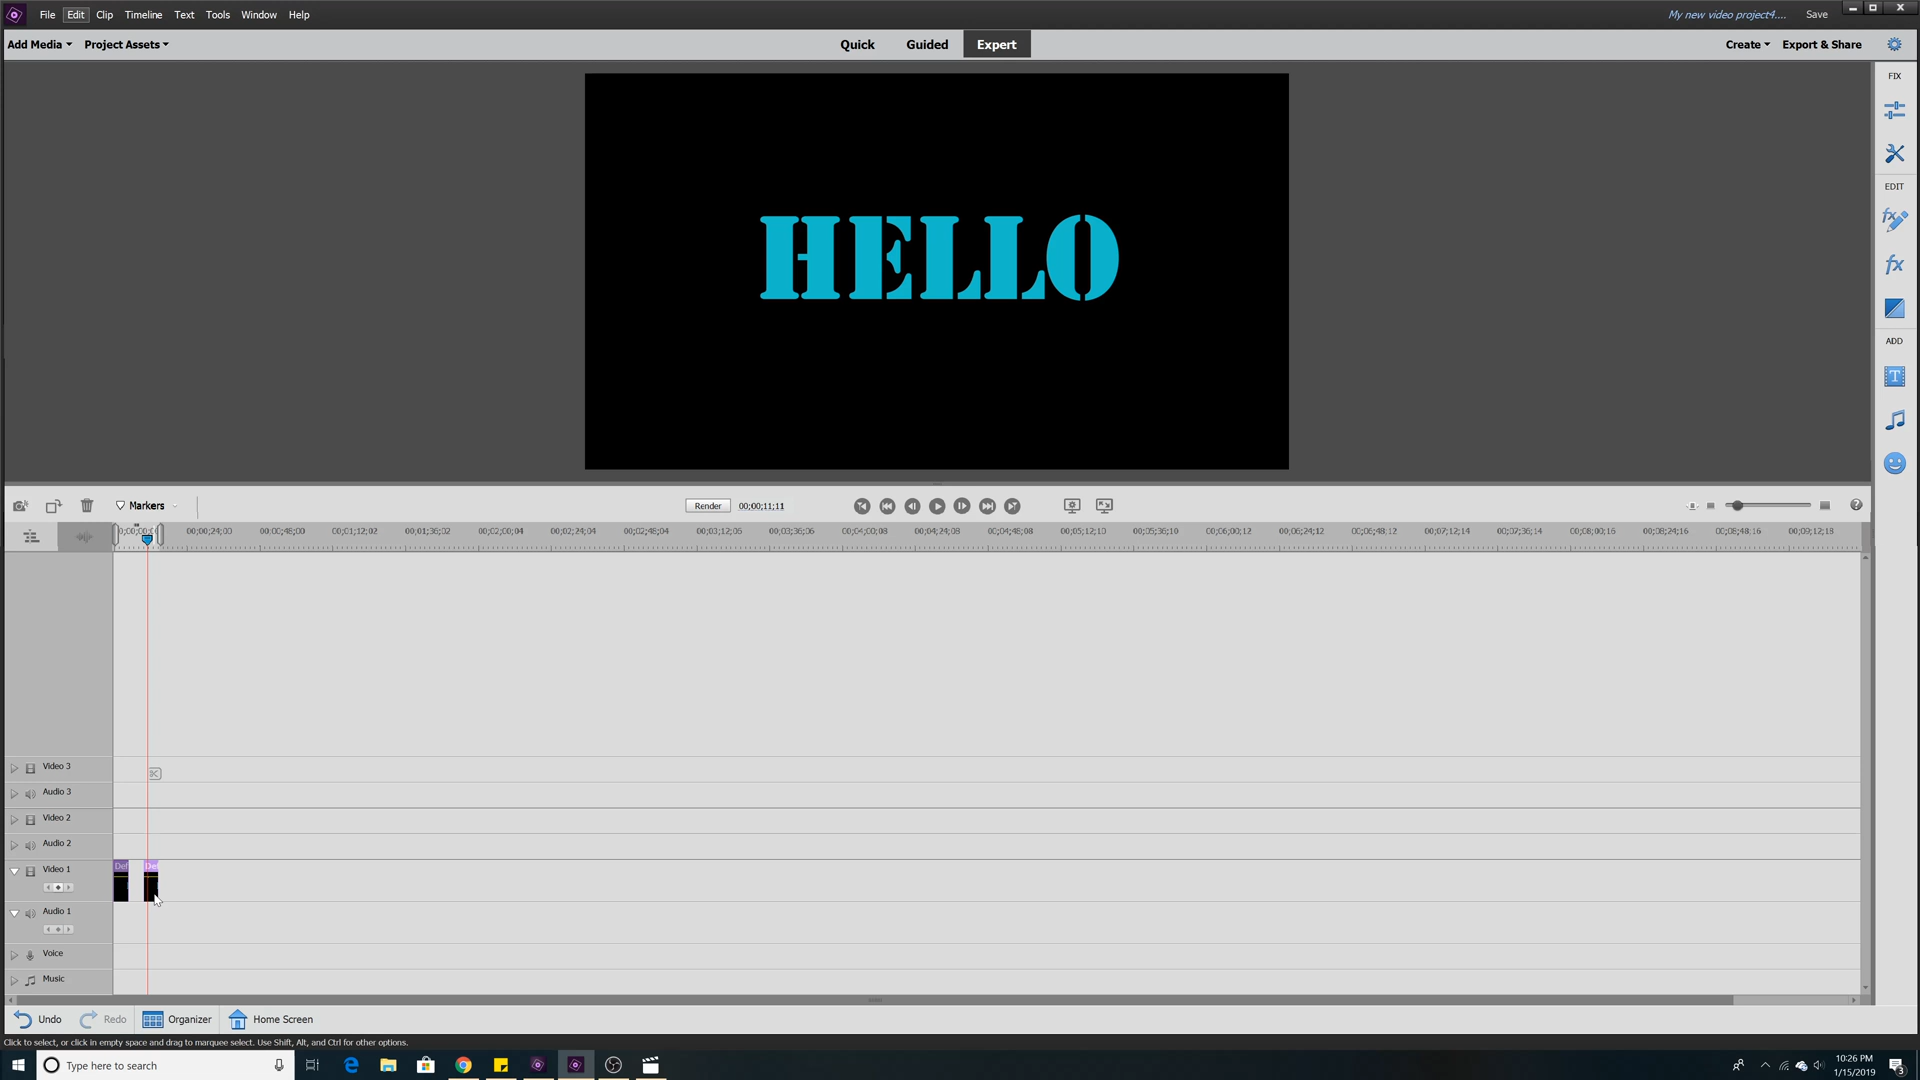 File Edit Clip Timeline Text Tools Window Help
My new video project4.... Save
Add Media Project Assets
Quick Guided Expert
Create Export & Share
FIX
EDIT
ADD
T
HELLO
Markers
Render 00;00;11;11
00;00;24;00 00;00;48;00 00;01;12;02 00;01;36;02 00;02;00;04 00;02;24;04 00;02;48;04 00;03;12;06 00;03;36;06 00;04;00;08 00;04;24;08 00;04;48;08 00;05;12;10 00;05;36;10 00;06;00;12 00;06;24;12 00;06;48;12 00;07;12;14 00;07;36;14 00;08;00;16 00;08;24;16 00;08;48;16 00;09;12;18
Video 3
Audio 3
Video 2
Audio 2
Video 1
Def Def
Audio 1
Voice
Music
Undo Redo Organizer Home Screen
Click to select, or click in empty space and drag to marquee select. Use Shift, Alt, and Ctrl for other options.
Type here to search
10:26 PM
1/15/2019
3